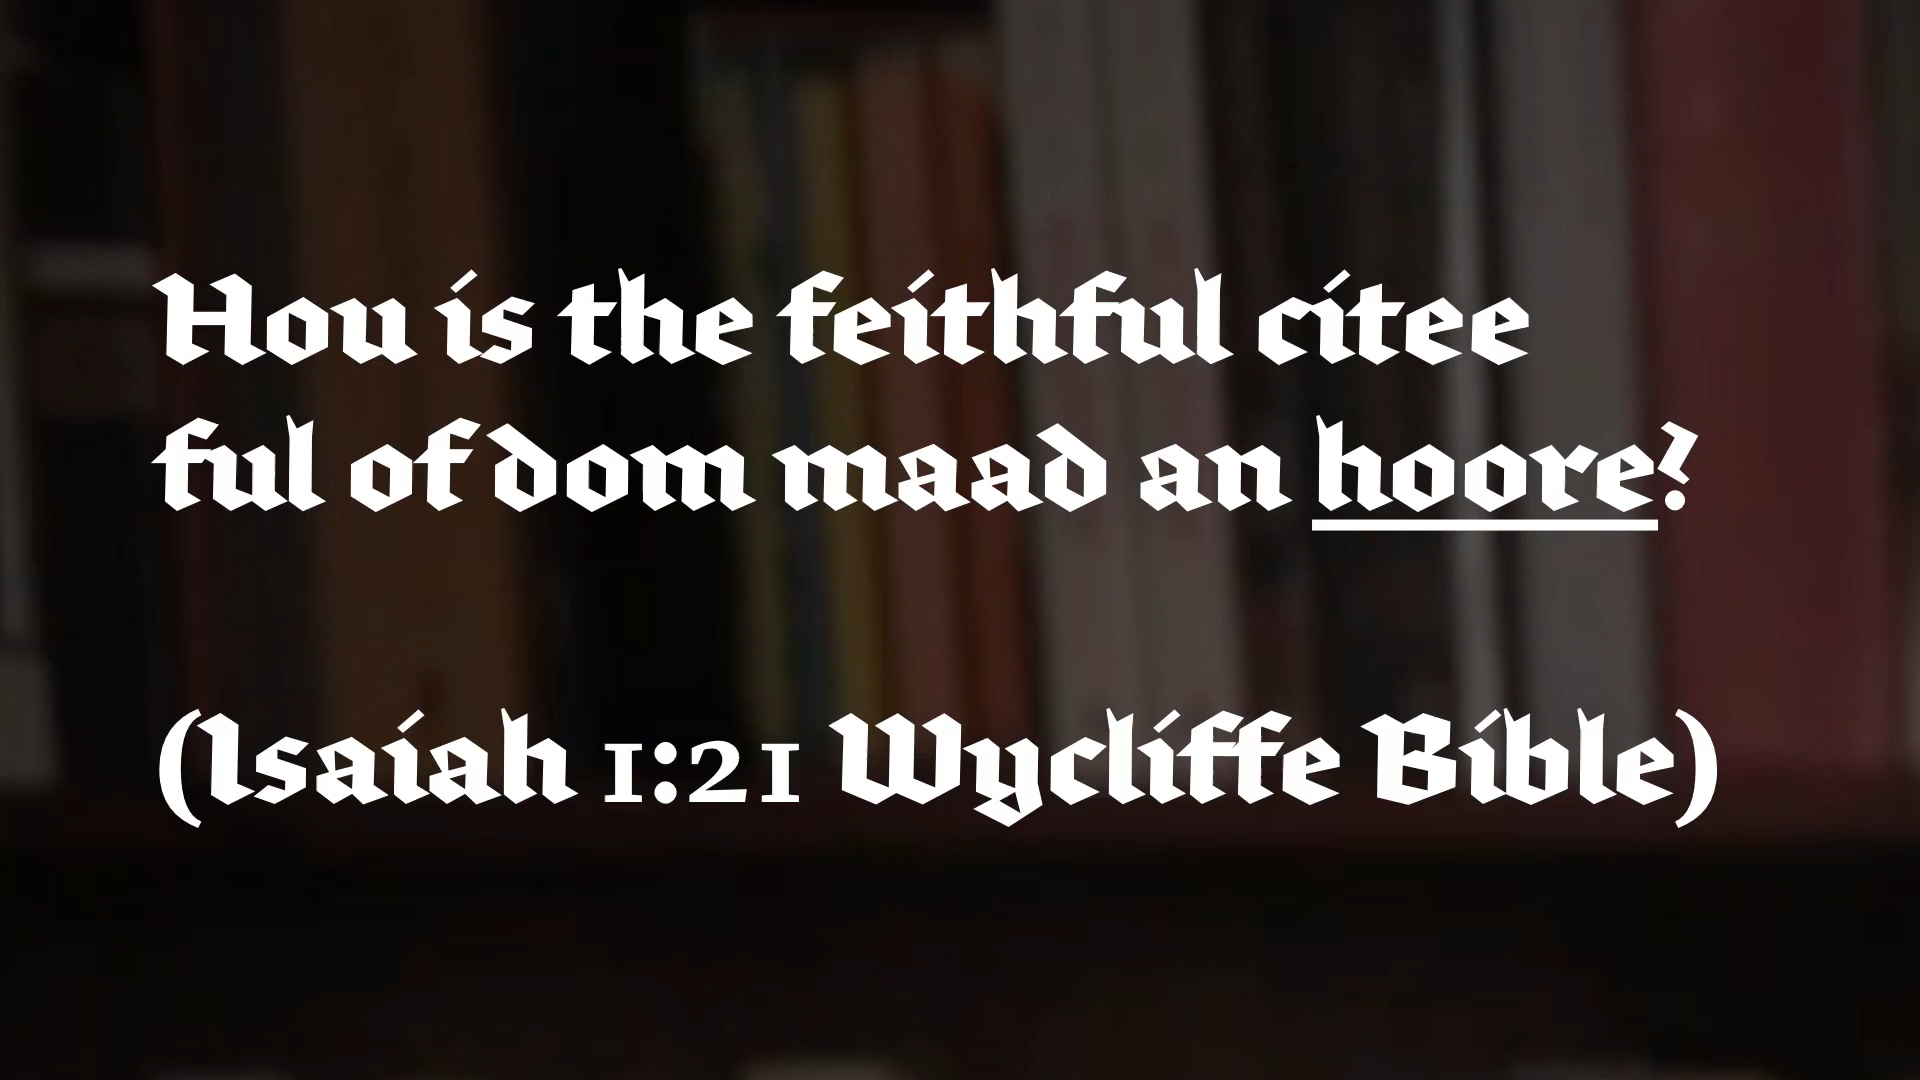 Hou is the feithful citee
ful of dom maad an hoore?
(Isaiah 1:21 Wycliffe Bible)